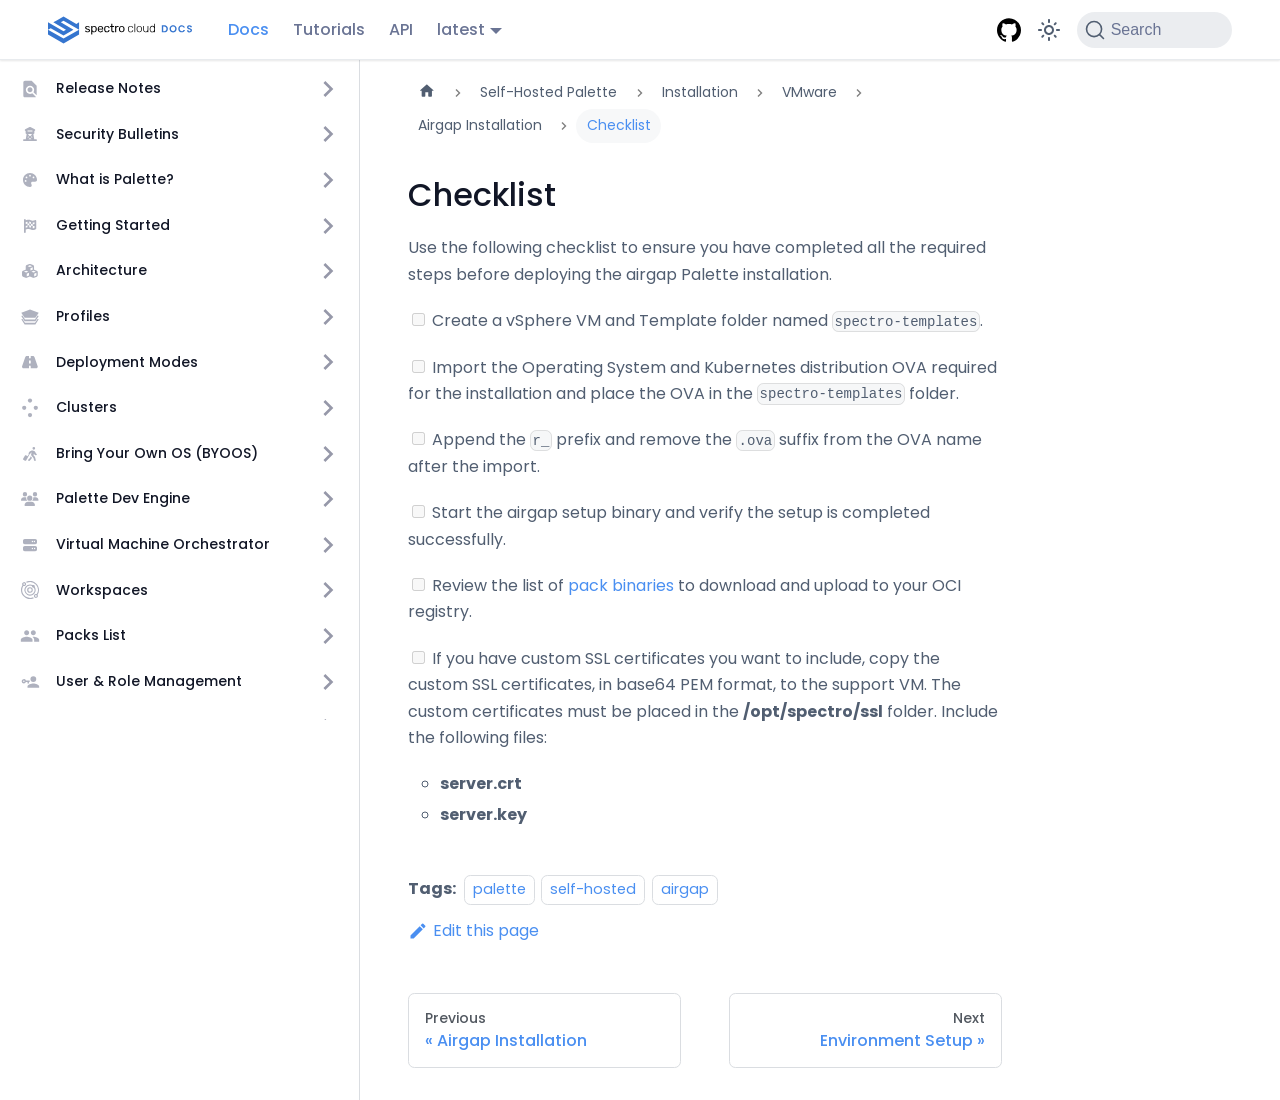 spectro cloud DOCS
Docs
Tutorials
API
latest
Search
Release Notes
Security Bulletins
What is Palette?
Getting Started
Architecture
Profiles
Deployment Modes
Clusters
Bring Your Own OS (BYOOS)
Palette Dev Engine
Virtual Machine Orchestrator
Workspaces
Packs List
User & Role Management
Self-Hosted Palette
Installation
VMware
Airgap Installation
Checklist
Checklist
Use the following checklist to ensure you have completed all the required
steps before deploying the airgap Palette installation.
Create a vSphere VM and Template folder named spectro-templates.
Import the Operating System and Kubernetes distribution OVA required
for the installation and place the OVA in the spectro-templates folder.
Append the r_ prefix and remove the .ova suffix from the OVA name
after the import.
Start the airgap setup binary and verify the setup is completed
successfully.
Review the list of pack binaries to download and upload to your OCI
registry.
If you have custom SSL certificates you want to include, copy the
custom SSL certificates, in base64 PEM format, to the support VM. The
custom certificates must be placed in the /opt/spectro/ssl folder. Include
the following files:
server.crt
server.key
Tags: palette self-hosted airgap
Edit this page
Previous
« Airgap Installation
Next
Environment Setup »